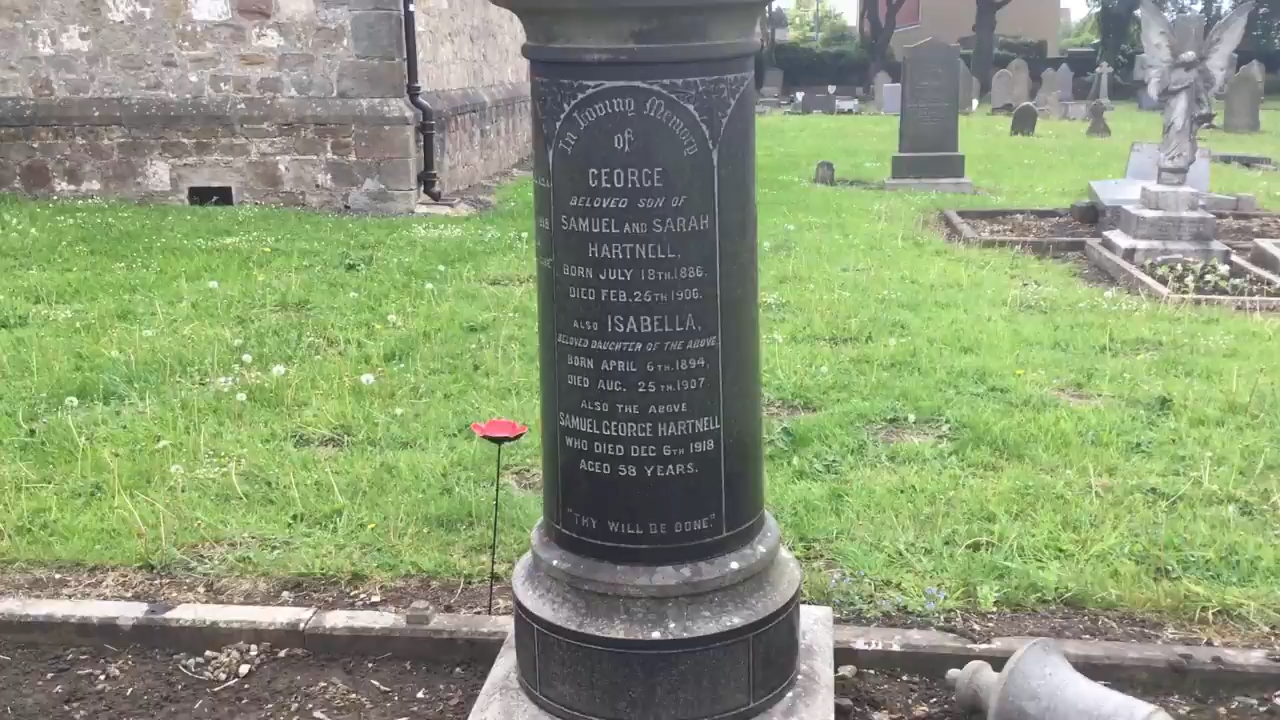 In Loving Memory
of
GEORGE
BELOVED SON OF
SAMUEL AND SARAH
HARTNELL,
BORN JULY 18TH.1886.
DIED FEB.25TH 1906.
ALSO ISABELLA,
BELOVED DAUGHTER OF THE ABOVE.
BORN APRIL 6TH.1894,
DIED AUG. 25TH.1907.
ALSO THE ABOVE
SAMUEL GEORGE HARTNELL
WHO DIED DEC 6TH 1918
AGED 58 YEARS.
"THY WILL BE DONE."